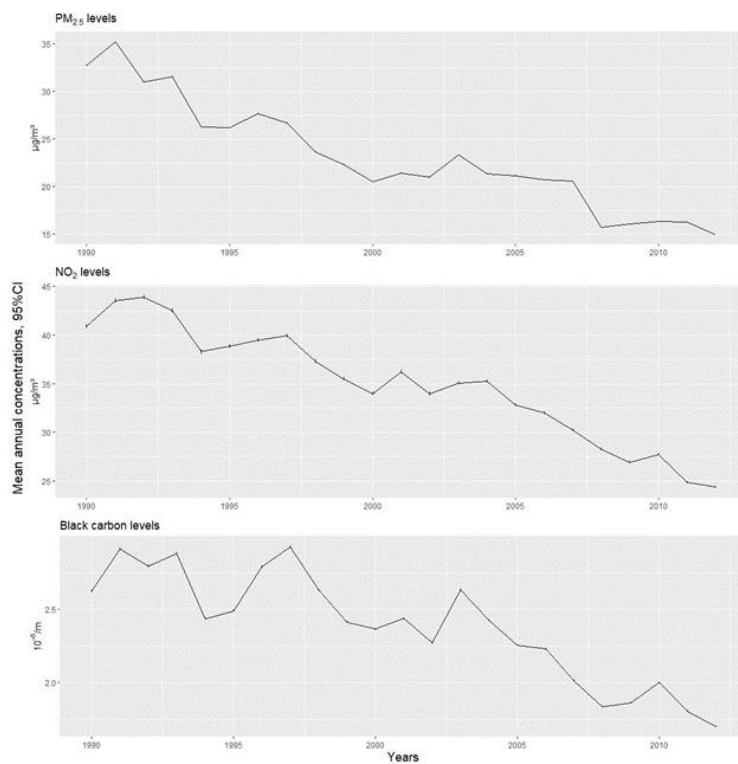 PM2.5 levels
35
30
25
20
15
µg/m³
1990 1995 2000 2005 2010
NO2 levels
45
40
35
30
25
µg/m³
Mean annual concentrations, 95%CI
1990 1995 2000 2005 2010
Black carbon levels
2.5
2.0
10⁻⁵/m
1990 1995 2000 2005 2010
Years